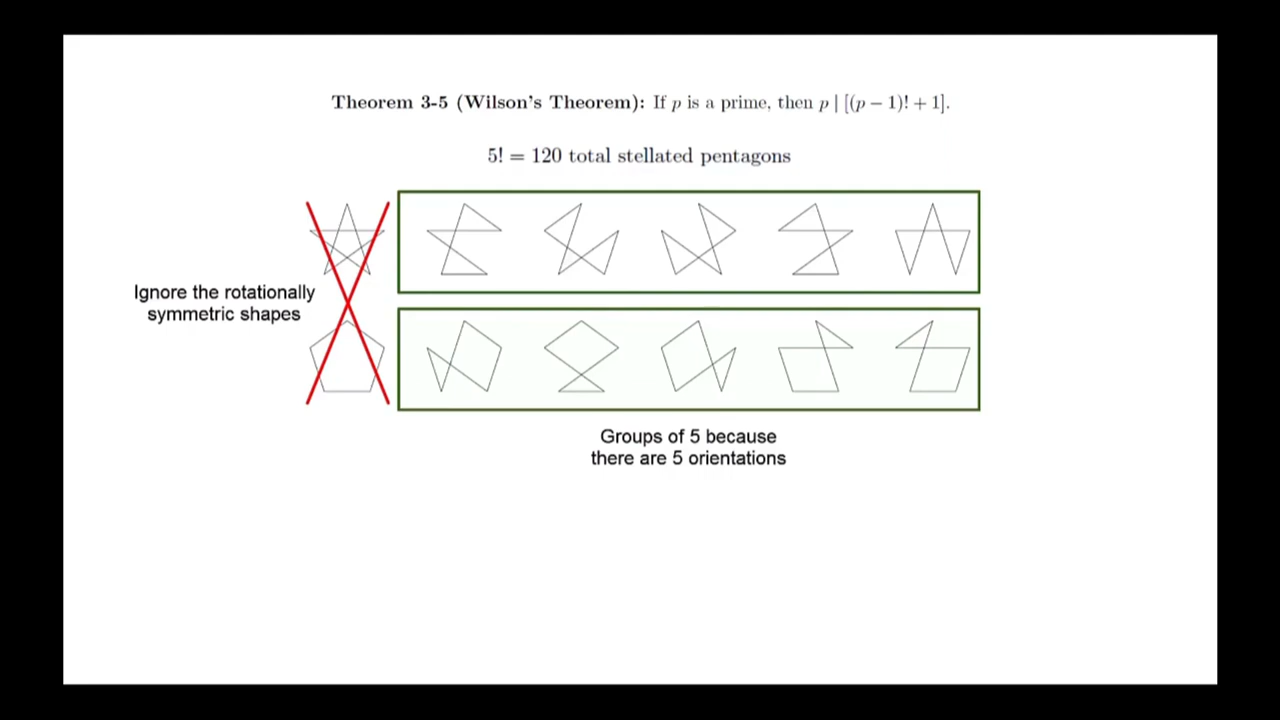 Theorem 3-5 (Wilson's Theorem): If p is a prime, then p | [(p − 1)! + 1].
5! = 120 total stellated pentagons
Ignore the rotationally
symmetric shapes
Groups of 5 because
there are 5 orientations